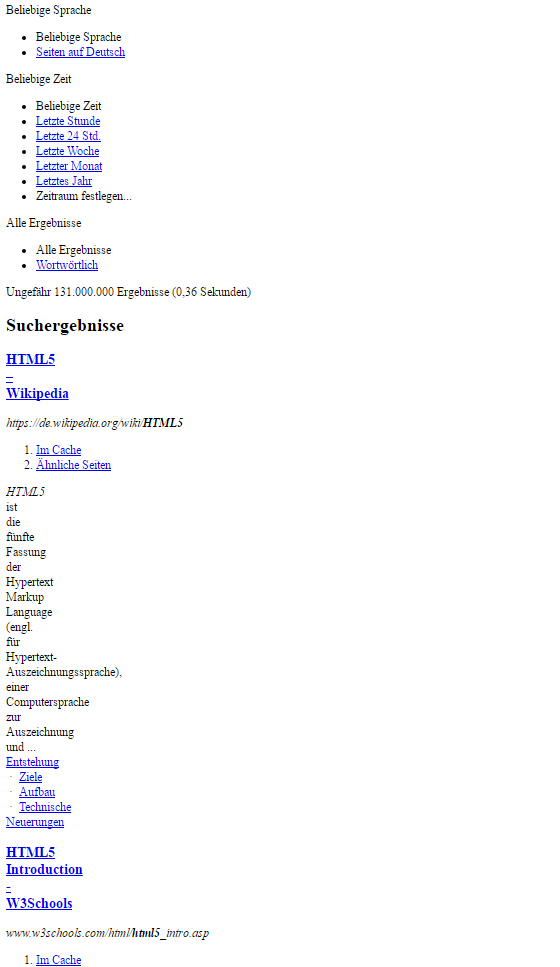 Beliebige Sprache
Beliebige Sprache
Seiten auf Deutsch
Beliebige Zeit
Beliebige Zeit
Letzte Stunde
Letzte 24 Std.
Letzte Woche
Letzter Monat
Letztes Jahr
Zeitraum festlegen...
Alle Ergebnisse
Alle Ergebnisse
Wortwörtlich
Ungefähr 131.000.000 Ergebnisse (0,36 Sekunden)
Suchergebnisse
HTML5
–
Wikipedia
https://de.wikipedia.org/wiki/HTML5
1. Im Cache
2. Ähnliche Seiten
HTML5
ist
die
fünfte
Fassung
der
Hypertext
Markup
Language
(engl.
für
Hypertext-
Auszeichnungssprache),
einer
Computersprache
zur
Auszeichnung
und ...
Entstehung
· Ziele
· Aufbau
· Technische
Neuerungen
HTML5
Introduction
-
W3Schools
www.w3schools.com/html/html5_intro.asp
1. Im Cache